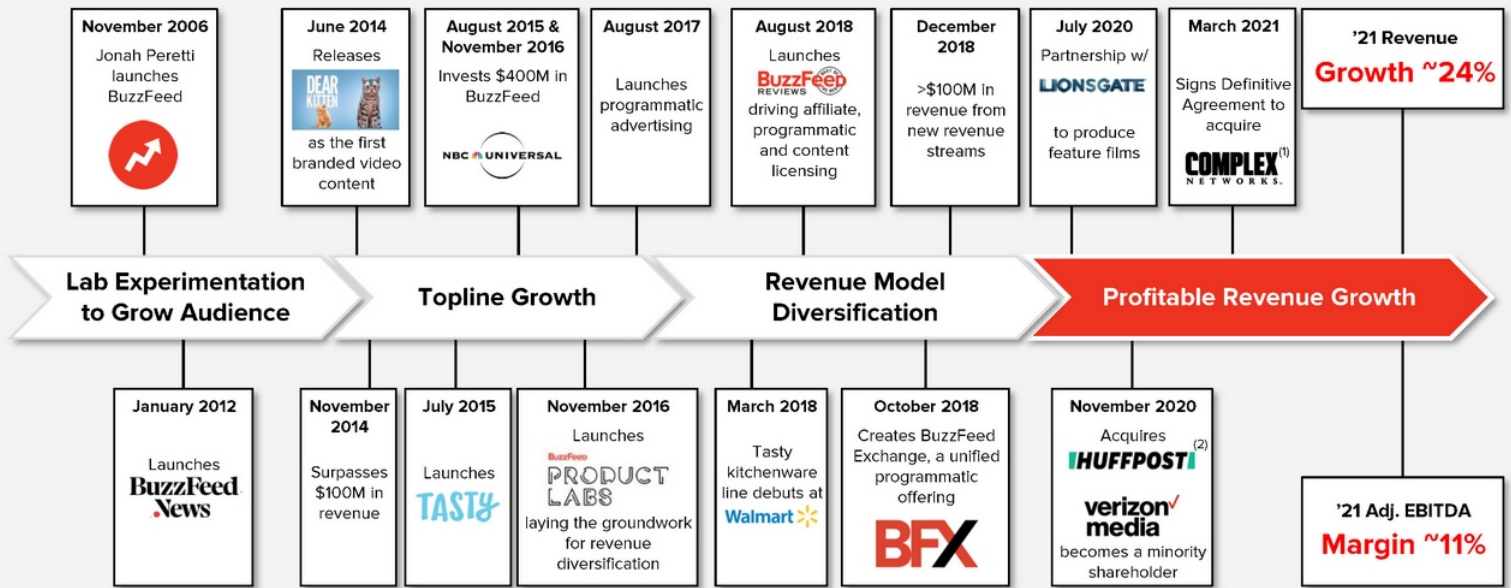 November 2006
Jonah Peretti
launches
BuzzFeed
June 2014
Releases
DEAR
KITTEN
as the first
branded video
content
August 2015 &
November 2016
Invests $400M in
BuzzFeed
NBC UNIVERSAL
August 2017
Launches
programmatic
advertising
August 2018
Launches
BuzzFeed
REVIEWS
driving affiliate,
programmatic
and content
licensing
December
2018
>$100M in
revenue from
new revenue
streams
July 2020
Partnership w/
LIONSGATE
to produce
feature films
March 2021
Signs Definitive
Agreement to
acquire
COMPLEX (1)
NETWORKS
'21 Revenue
Growth ~24%
Lab Experimentation
to Grow Audience
Topline Growth
Revenue Model
Diversification
Profitable Revenue Growth
January 2012
Launches
BuzzFeed
News
November
2014
Surpasses
$100M in
revenue
July 2015
Launches
TASTY
November 2016
Launches
BuzzFeed
PRODUCT
LABS
laying the groundwork
for revenue
diversification
March 2018
Tasty
kitchenware
line debuts at
Walmart
October 2018
Creates BuzzFeed
Exchange, a unified
programmatic
offering
BFX
November 2020
Acquires
HUFFPOST (2)
verizon
media
becomes a minority
shareholder
'21 Adj. EBITDA
Margin ~11%